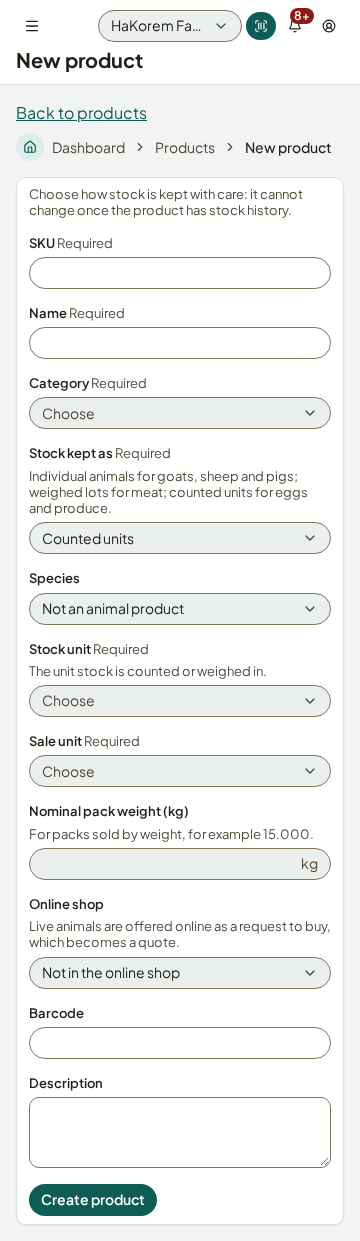 HaKorem Fa...
8+
New product
Back to products
Dashboard > Products > New product
Choose how stock is kept with care: it cannot
change once the product has stock history.
SKU Required
Name Required
Category Required
Choose
Stock kept as Required
Individual animals for goats, sheep and pigs;
weighed lots for meat; counted units for eggs
and produce.
Counted units
Species
Not an animal product
Stock unit Required
The unit stock is counted or weighed in.
Choose
Sale unit Required
Choose
Nominal pack weight (kg)
For packs sold by weight, for example 15.000.
kg
Online shop
Live animals are offered online as a request to buy,
which becomes a quote.
Not in the online shop
Barcode
Description
Create product